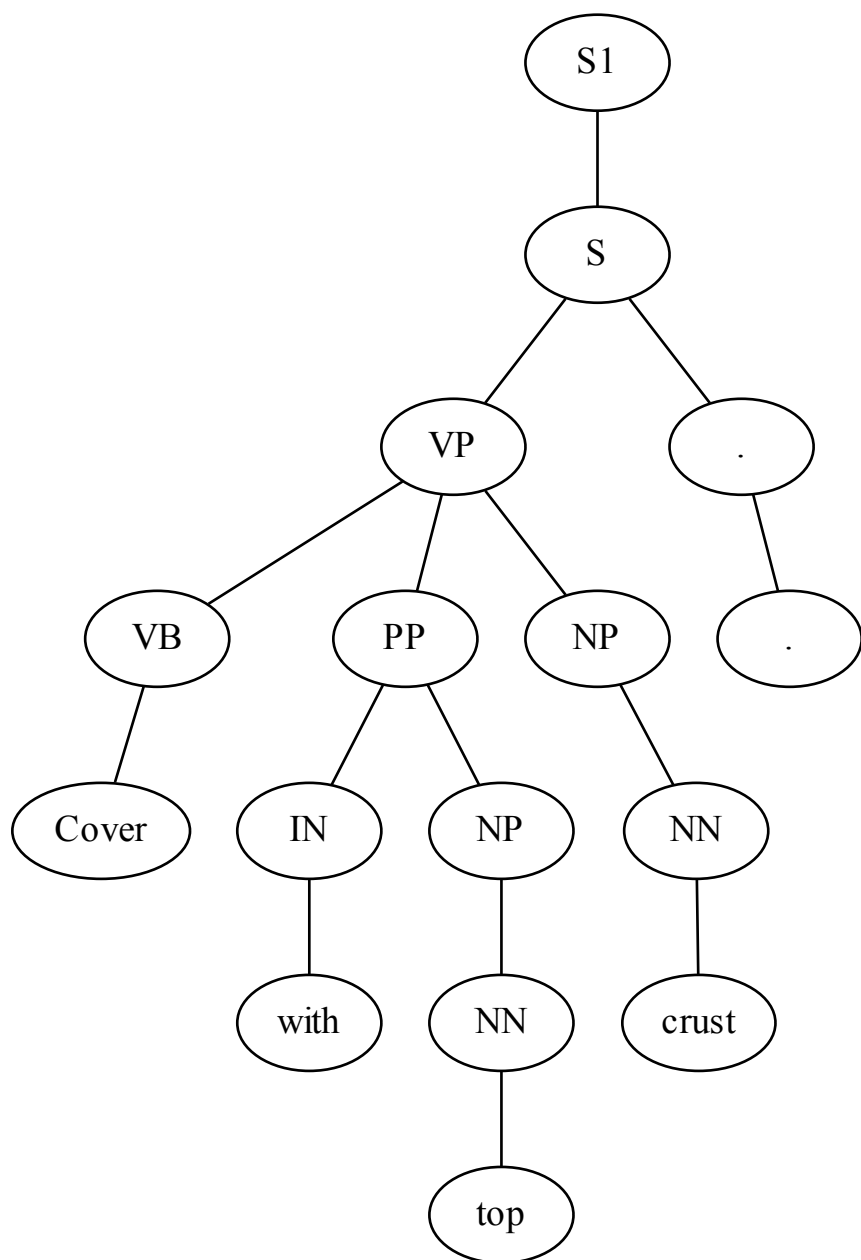 S1
S
VP .
VB PP NP .
Cover IN NP NN
with NN crust
top